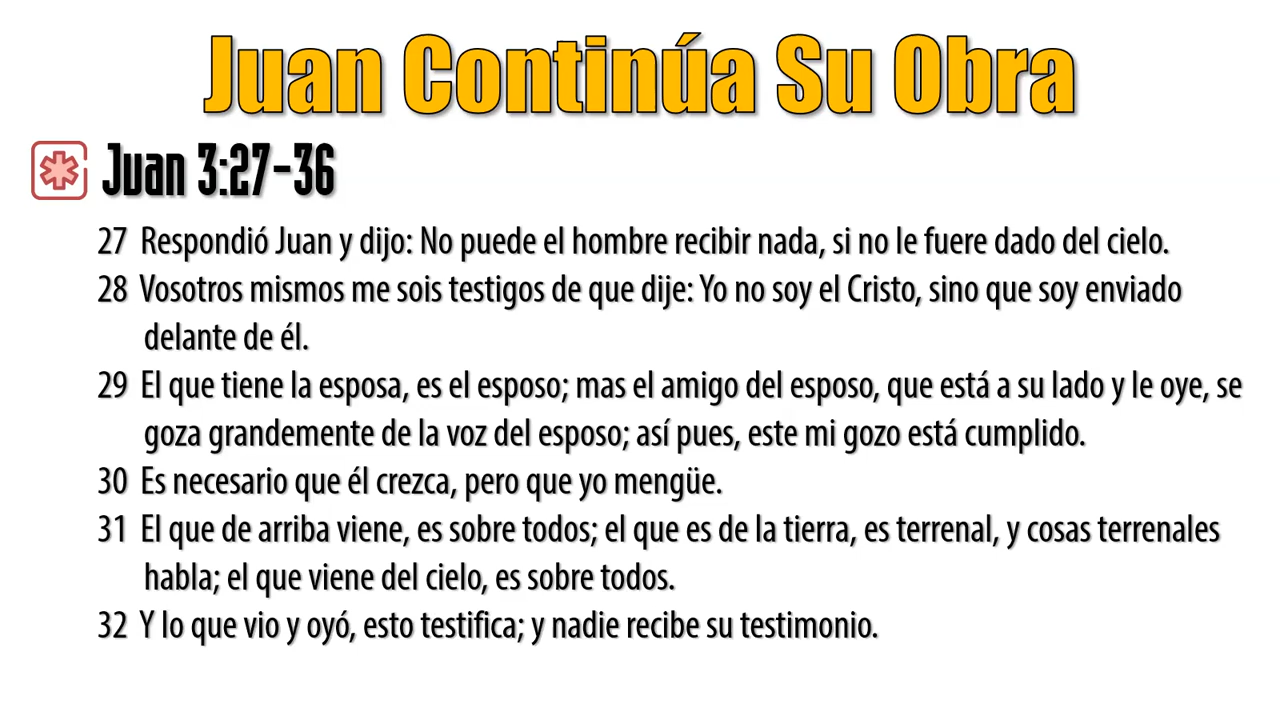 Juan Continúa Su Obra
Juan 3:27-36
27 Respondió Juan y dijo: No puede el hombre recibir nada, si no le fuere dado del cielo.
28 Vosotros mismos me sois testigos de que dije: Yo no soy el Cristo, sino que soy enviado
delante de él.
29 El que tiene la esposa, es el esposo; mas el amigo del esposo, que está a su lado y le oye, se
goza grandemente de la voz del esposo; así pues, este mi gozo está cumplido.
30 Es necesario que él crezca, pero que yo mengüe.
31 El que de arriba viene, es sobre todos; el que es de la tierra, es terrenal, y cosas terrenales
habla; el que viene del cielo, es sobre todos.
32 Y lo que vio y oyó, esto testifica; y nadie recibe su testimonio.